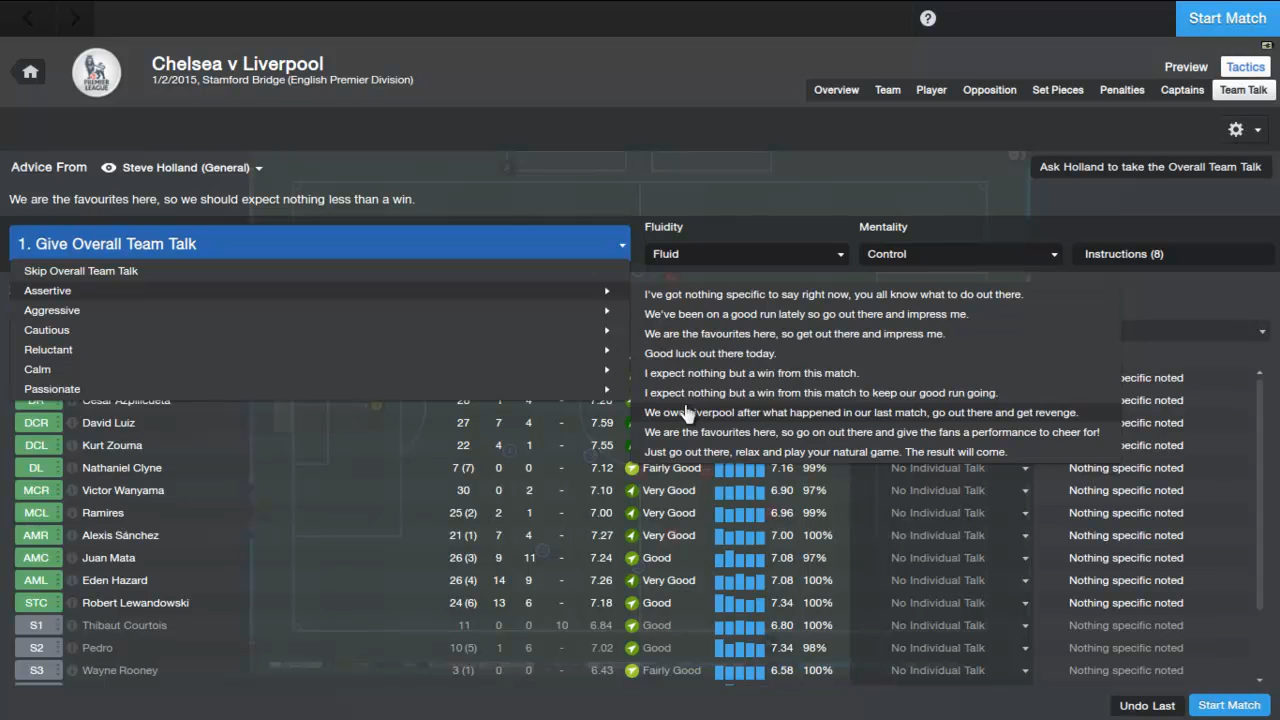 Start Match
Chelsea v Liverpool
1/2/2015, Stamford Bridge (English Premier Division)
Preview Tactics
Overview Team Player Opposition Set Pieces Penalties Captains Team Talk
Advice From Steve Holland (General) Ask Holland to take the Overall Team Talk
We are the favourites here, so we should expect nothing less than a win.
Fluidity Mentality
1. Give Overall Team Talk Fluid Control Instructions (8)
Skip Overall Team Talk
Assertive I've got nothing specific to say right now, you all know what to do out there.
Aggressive We've been on a good run lately so go out there and impress me.
Cautious We are the favourites here, so get out there and impress me.
Reluctant Good luck out there today.
Calm I expect nothing but a win from this match.
specific noted
Passionate I expect nothing but a win from this match to keep our good run going.
DR César Azpilicueta 28 1 4 - 7.26 specific noted
We owe Liverpool after what happened in our last match, go out there and get revenge.
DCR David Luiz 27 7 4 - 7.59 specific noted
We are the favourites here, so go on out there and give the fans a performance to cheer for!
DCL Kurt Zouma 22 4 1 - 7.55 specific noted
Just go out there, relax and play your natural game. The result will come.
DL Nathaniel Clyne 7 (7) 0 0 - 7.12 Fairly Good 7.16 99% No Individual Talk Nothing specific noted
MCR Victor Wanyama 30 0 2 - 7.10 Very Good 6.90 97% No Individual Talk Nothing specific noted
MCL Ramires 25 (2) 2 1 - 7.00 Very Good 6.96 99% No Individual Talk Nothing specific noted
AMR Alexis Sánchez 21 (1) 7 4 - 7.27 Very Good 7.00 100% No Individual Talk Nothing specific noted
AMC Juan Mata 26 (3) 9 11 - 7.24 Good 7.08 97% No Individual Talk Nothing specific noted
AML Eden Hazard 26 (4) 14 9 - 7.26 Very Good 7.08 100% No Individual Talk Nothing specific noted
STC Robert Lewandowski 24 (6) 13 6 - 7.18 Good 7.34 100% No Individual Talk Nothing specific noted
S1 Thibaut Courtois 11 0 0 10 6.84 Good 6.80 100% No Individual Talk Nothing specific noted
S2 Pedro 10 (5) 1 6 - 7.02 Good 7.34 98% No Individual Talk Nothing specific noted
S3 Wayne Rooney 3 (1) 0 0 - 6.43 Fairly Good 6.58 100% No Individual Talk Nothing specific noted
Undo Last Start Match